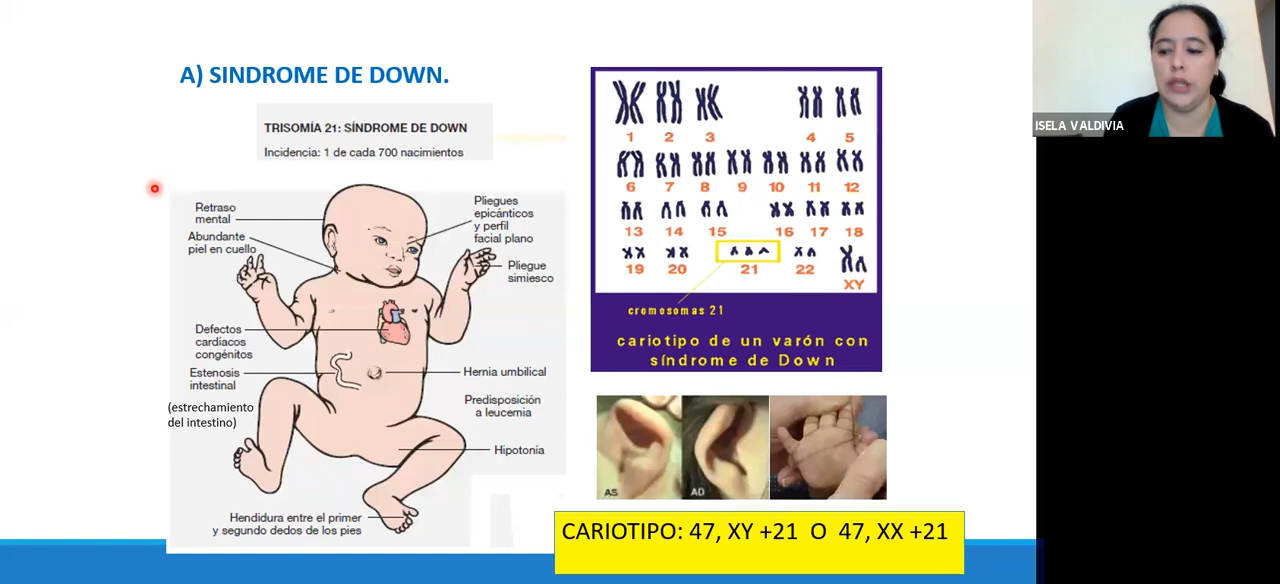 A) SINDROME DE DOWN.
TRISOMÍA 21: SÍNDROME DE DOWN
Incidencia: 1 de cada 700 nacimientos
Retraso
mental
Abundante
piel en cuello
Pliegues
epicánticos
y perfil
facial plano
Pliegue
simiesco
Defectos
cardíacos
congénitos
Estenosis
intestinal
(estrechamiento
del intestino)
Hernia umbilical
Predisposición
a leucemia
Hipotonía
Hendidura entre el primer
y segundo dedos de los pies
1 2 3 4 5
6 7 8 9 10 11 12
13 14 15 16 17 18
19 20 21 22
XY
cromosomas 21
cariotipo de un varón con
síndrome de Down
AS
AD
CARIOTIPO: 47, XY +21 O 47, XX +21
ISELA VALDIVIA